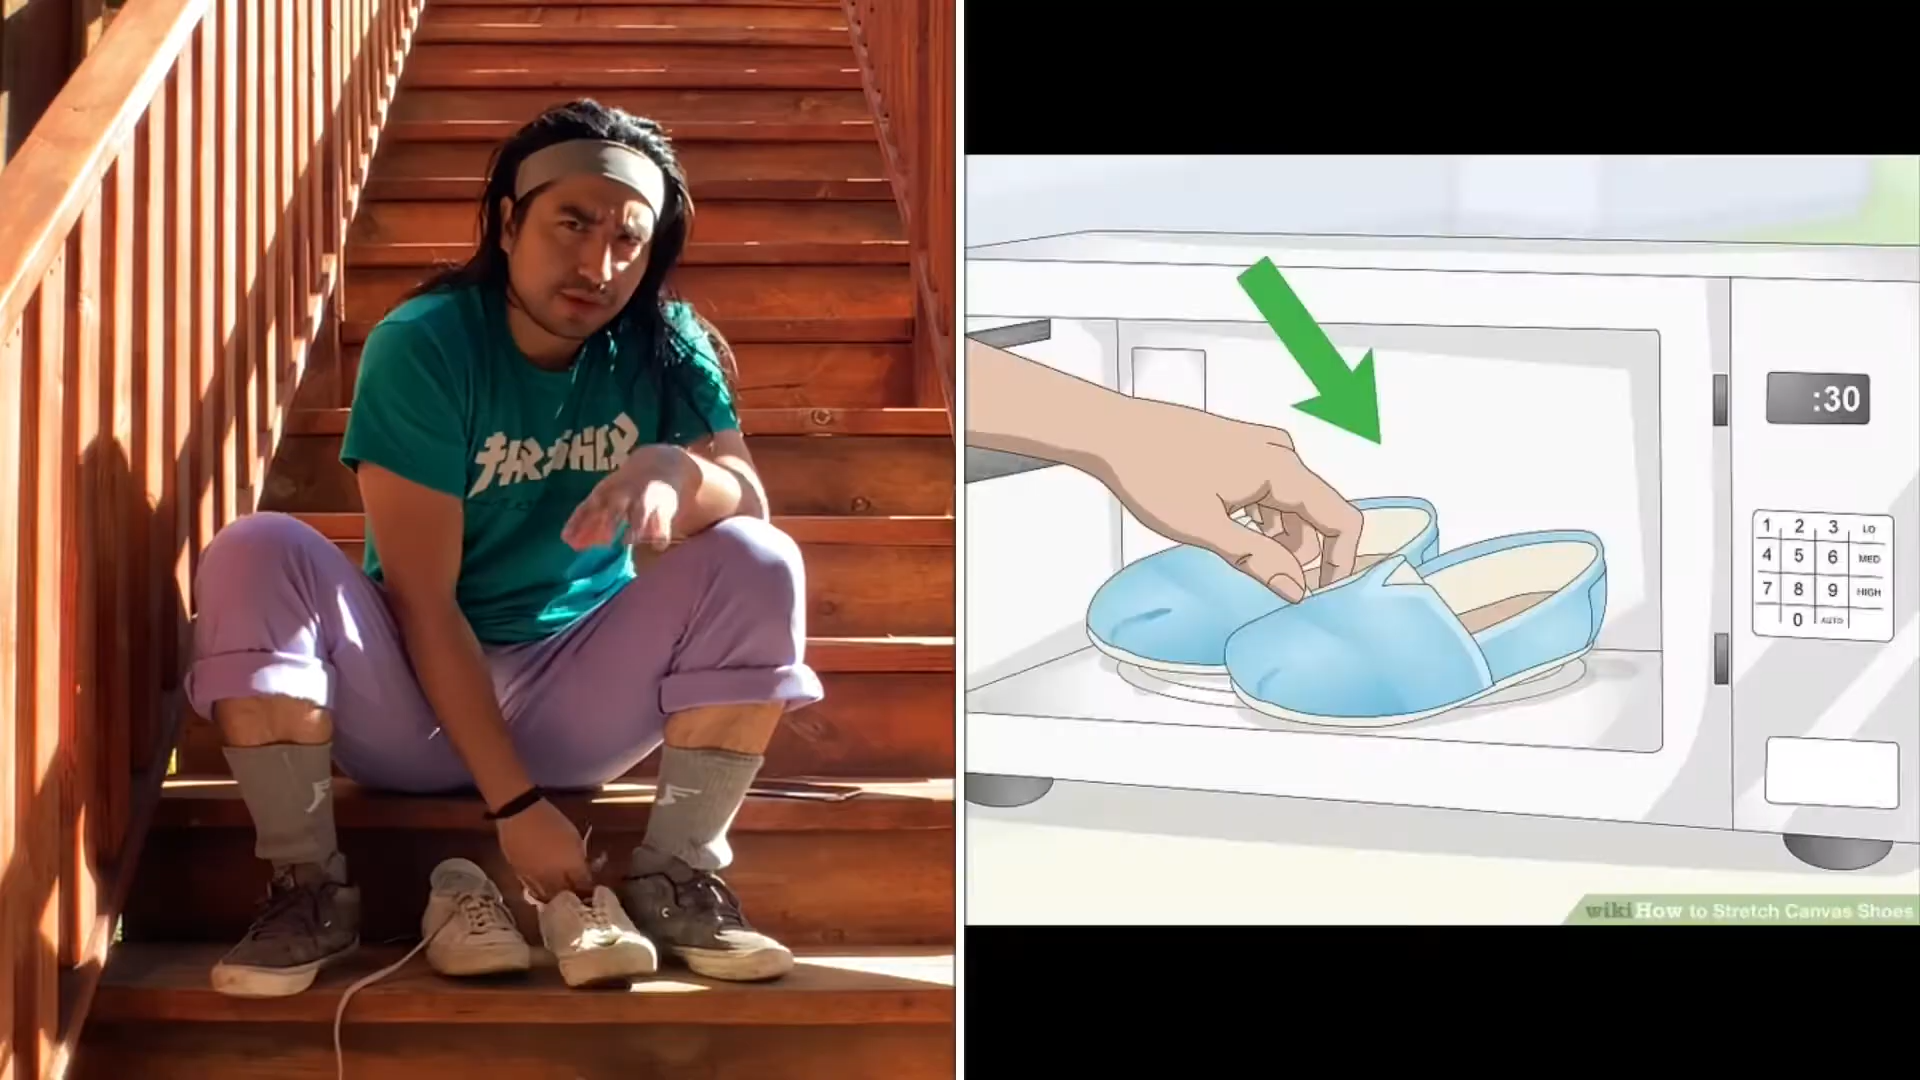 THRASHER
:30
1 2 3 LO
4 5 6 MED
7 8 9 HIGH
0 AUTO
wikiHow to Stretch Canvas Shoes